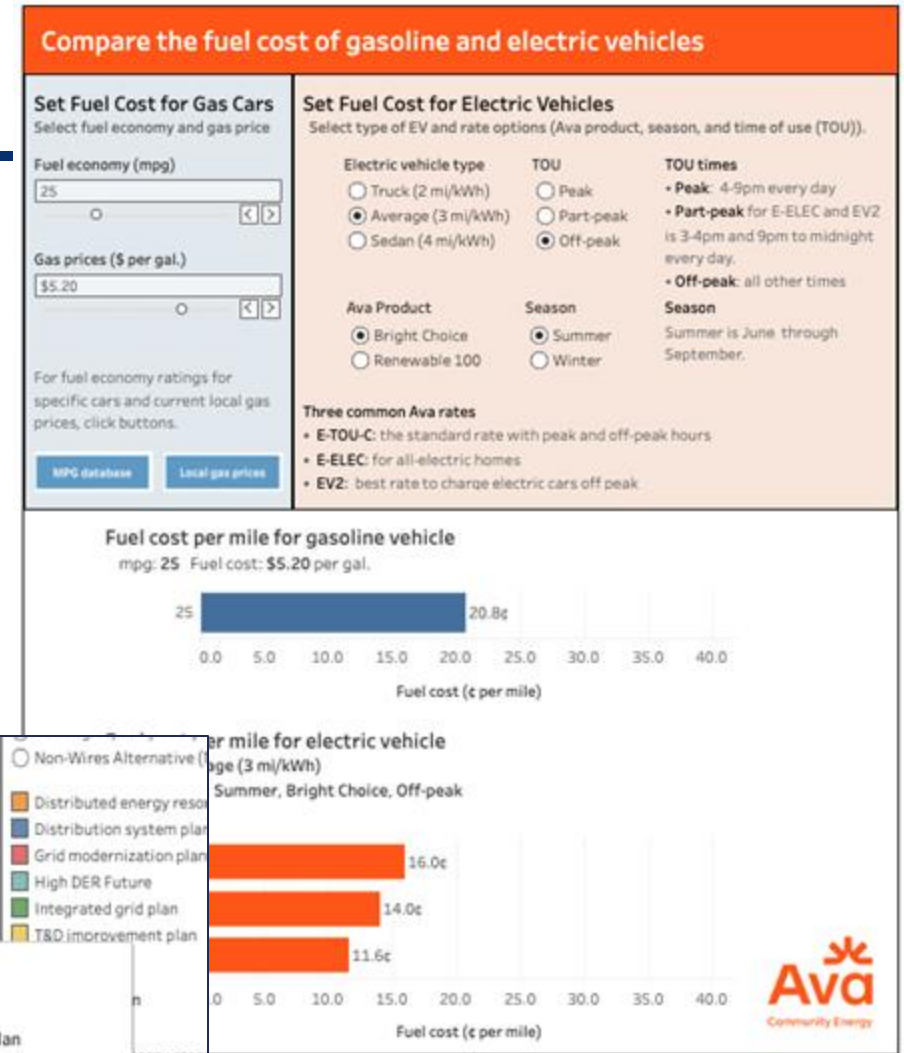 Compare the fuel cost of gasoline and electric vehicles
Set Fuel Cost for Gas Cars
Select fuel economy and gas price
Fuel economy (mpg)
25
< >
Gas prices ($ per gal.)
$5.20
< >
For fuel economy ratings for
specific cars and current local gas
prices, click buttons.
MPG database
Local gas prices
Set Fuel Cost for Electric Vehicles
Select type of EV and rate options (Ava product, season, and time of use (TOU)).
Electric vehicle type
Truck (2 mi/kWh)
Average (3 mi/kWh)
Sedan (4 mi/kWh)
TOU
Peak
Part-peak
Off-peak
TOU times
• Peak: 4-9pm every day
• Part-peak for E-ELEC and EV2
is 3-4pm and 9pm to midnight
every day.
• Off-peak: all other times
Ava Product
Bright Choice
Renewable 100
Season
Summer
Winter
Season
Summer is June through
September.
Three common Ava rates
• E-TOU-C: the standard rate with peak and off-peak hours
• E-ELEC: for all-electric homes
• EV2: best rate to charge electric cars off peak
Fuel cost per mile for gasoline vehicle
mpg: 25 Fuel cost: $5.20 per gal.
25
20.8¢
0.0 5.0 10.0 15.0 20.0 25.0 30.0 35.0 40.0
Fuel cost (¢ per mile)
er mile for electric vehicle
age (3 mi/kWh)
Summer, Bright Choice, Off-peak
16.0¢
14.0¢
11.6¢
.0 5.0 10.0 15.0 20.0 25.0 30.0 35.0 40.0
Fuel cost (¢ per mile)
Non-Wires Alternative (
Distributed energy reso
Distribution system plan
Grid modernization plan
High DER Future
Integrated grid plan
T&D improvement plan
n
lan
Ava
Community Energy